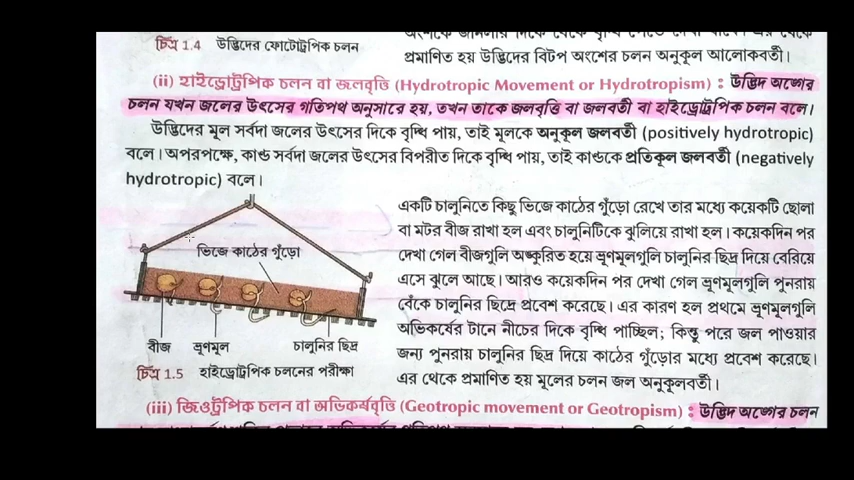 অংশকে জানলার দিকে বেঁকে বৃদ্ধি পেতে দেখা
চিত্র 1.4 উদ্ভিদের ফোটোট্রপিক চলন
প্রমাণিত হয় উদ্ভিদের বিটপ অংশের চলন অনুকূল আলোকবর্তী।
(ii) হাইড্রোট্রপিক চলন বা জলবৃত্তি (Hydrotropic Movement or Hydrotropism) : উদ্ভিদ অঙ্গের
চলন যখন জলের উৎসের গতিপথ অনুসারে হয়, তখন তাকে জলবৃত্তি বা জলবর্তী বা হাইড্রোট্রপিক চলন বলে।
উদ্ভিদের মূল সর্বদা জলের উৎসের দিকে বৃদ্ধি পায়, তাই মূলকে অনুকূল জলবর্তী (positively hydrotropic)
বলে। অপরপক্ষে, কাণ্ড সর্বদা জলের উৎসের বিপরীত দিকে বৃদ্ধি পায়, তাই কাণ্ডকে প্রতিকূল জলবর্তী (negatively
hydrotropic) বলে।
একটি চালুনিতে কিছু ভিজে কাঠের গুঁড়ো রেখে তার মধ্যে কয়েকটি ছোলা
বা মটর বীজ রাখা হল এবং চালুনিটিকে ঝুলিয়ে রাখা হল। কয়েকদিন পর
দেখা গেল বীজগুলি অঙ্কুরিত হয়ে ভ্রূণমূলগুলি চালুনির ছিদ্র দিয়ে বেরিয়ে
এসে ঝুলে আছে। আরও কয়েকদিন পর দেখা গেল ভ্রূণমূলগুলি পুনরায়
বেঁকে চালুনির ছিদ্রে প্রবেশ করেছে। এর কারণ হল প্রথমে ভ্রূণমূলগুলি
অভিকর্ষের টানে নীচের দিকে বৃদ্ধি পাচ্ছিল; কিন্তু পরে জল পাওয়ার
জন্য পুনরায় চালুনির ছিদ্র দিয়ে কাঠের গুঁড়োর মধ্যে প্রবেশ করেছে।
এর থেকে প্রমাণিত হয় মূলের চলন জল অনুকূলবর্তী।
ভিজে কাঠের গুঁড়ো
বীজ ভ্রূণমূল চালুনির ছিদ্র
চিত্র 1.5 হাইড্রোট্রপিক চলনের পরীক্ষা
(iii) জিওট্রপিক চলন বা অভিকর্ষবৃত্তি (Geotropic movement or Geotropism) : উদ্ভিদ অঙ্গের চলন